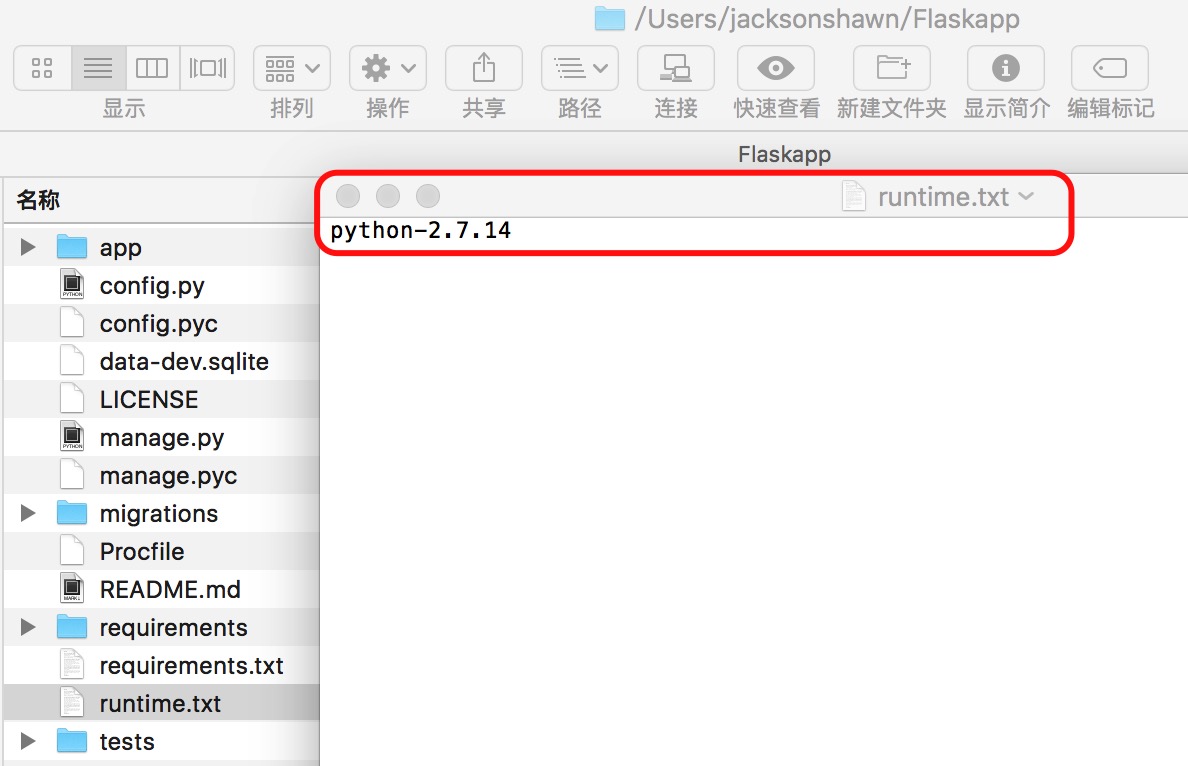 /Users/jacksonshawn/Flaskapp
显示
排列
操作
共享
路径
连接
快速查看
新建文件夹
显示简介
编辑标记
Flaskapp
名称
app
config.py
config.pyc
data-dev.sqlite
LICENSE
manage.py
manage.pyc
migrations
Procfile
README.md
requirements
requirements.txt
runtime.txt
tests
runtime.txt
python-2.7.14